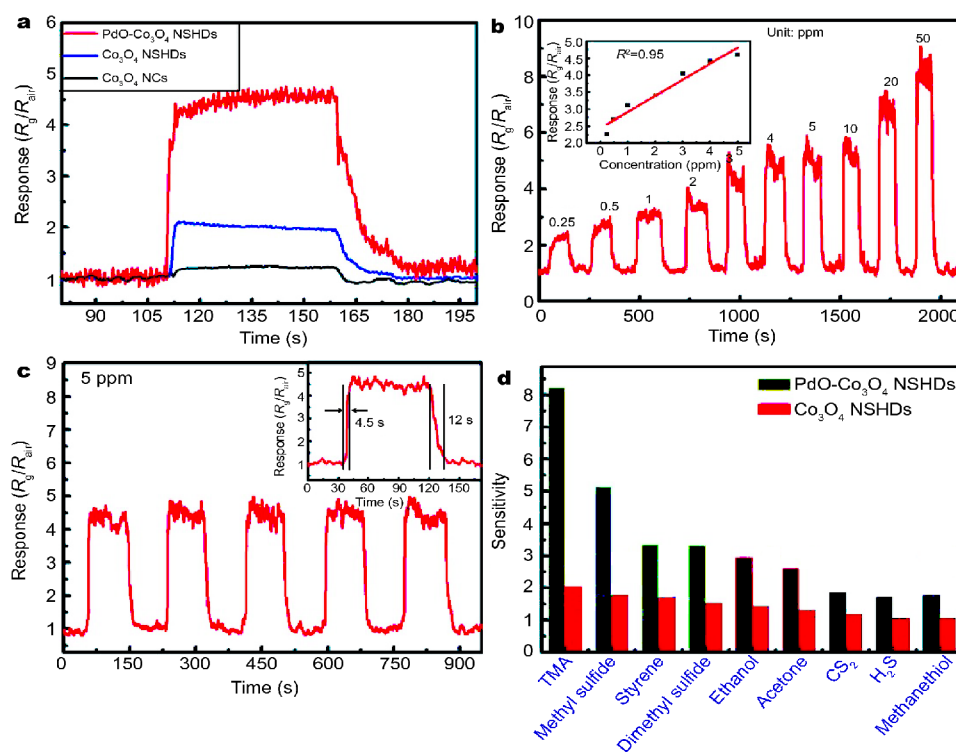 a
Response (Rg/Rair)
6
5
4
3
2
1
PdO-Co₃O₄ NSHDs
Co₃O₄ NSHDs
Co₃O₄ NCs
90 105 120 135 150 165 180 195
Time (s)
b
Unit: ppm
Response (Rg/Rair)
10
8
6
4
2
0
0.25
0.5
1
2
3
4
5
10
20
50
0 500 1000 1500 2000
Time (s)
R²=0.95
Response (Rg/Rair)
5.0
4.5
4.0
3.5
3.0
2.5
2.0
0 1 2 3 4 5
Concentration (ppm)
c
5 ppm
Response (Rg/Rair)
9
8
7
6
5
4
3
2
1
0
0 150 300 450 600 750 900
Time (s)
Response (Rg/Rair)
5
4
3
2
1
4.5 s
12 s
0 30 60 90 120 150
Time (s)
d
PdO-Co₃O₄ NSHDs
Co₃O₄ NSHDs
Sensitivity
8
7
6
5
4
3
2
1
0
TMA
Methyl sulfide
Styrene
Dimethyl sulfide
Ethanol
Acetone
CS₂
H₂S
Methanethiol